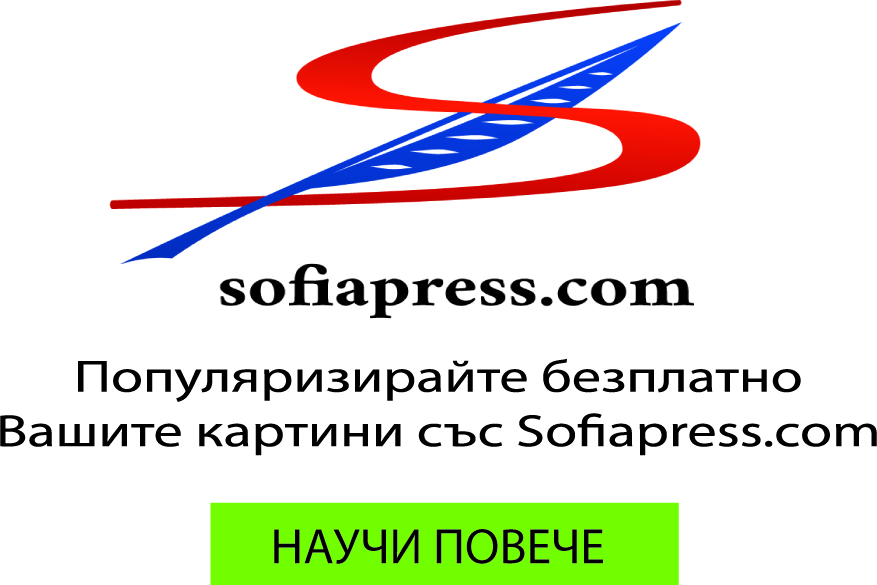 sofiapress.com
Популяризирайте безплатно
Вашите картини със Sofiapress.com
НАУЧИ ПОВЕЧЕ